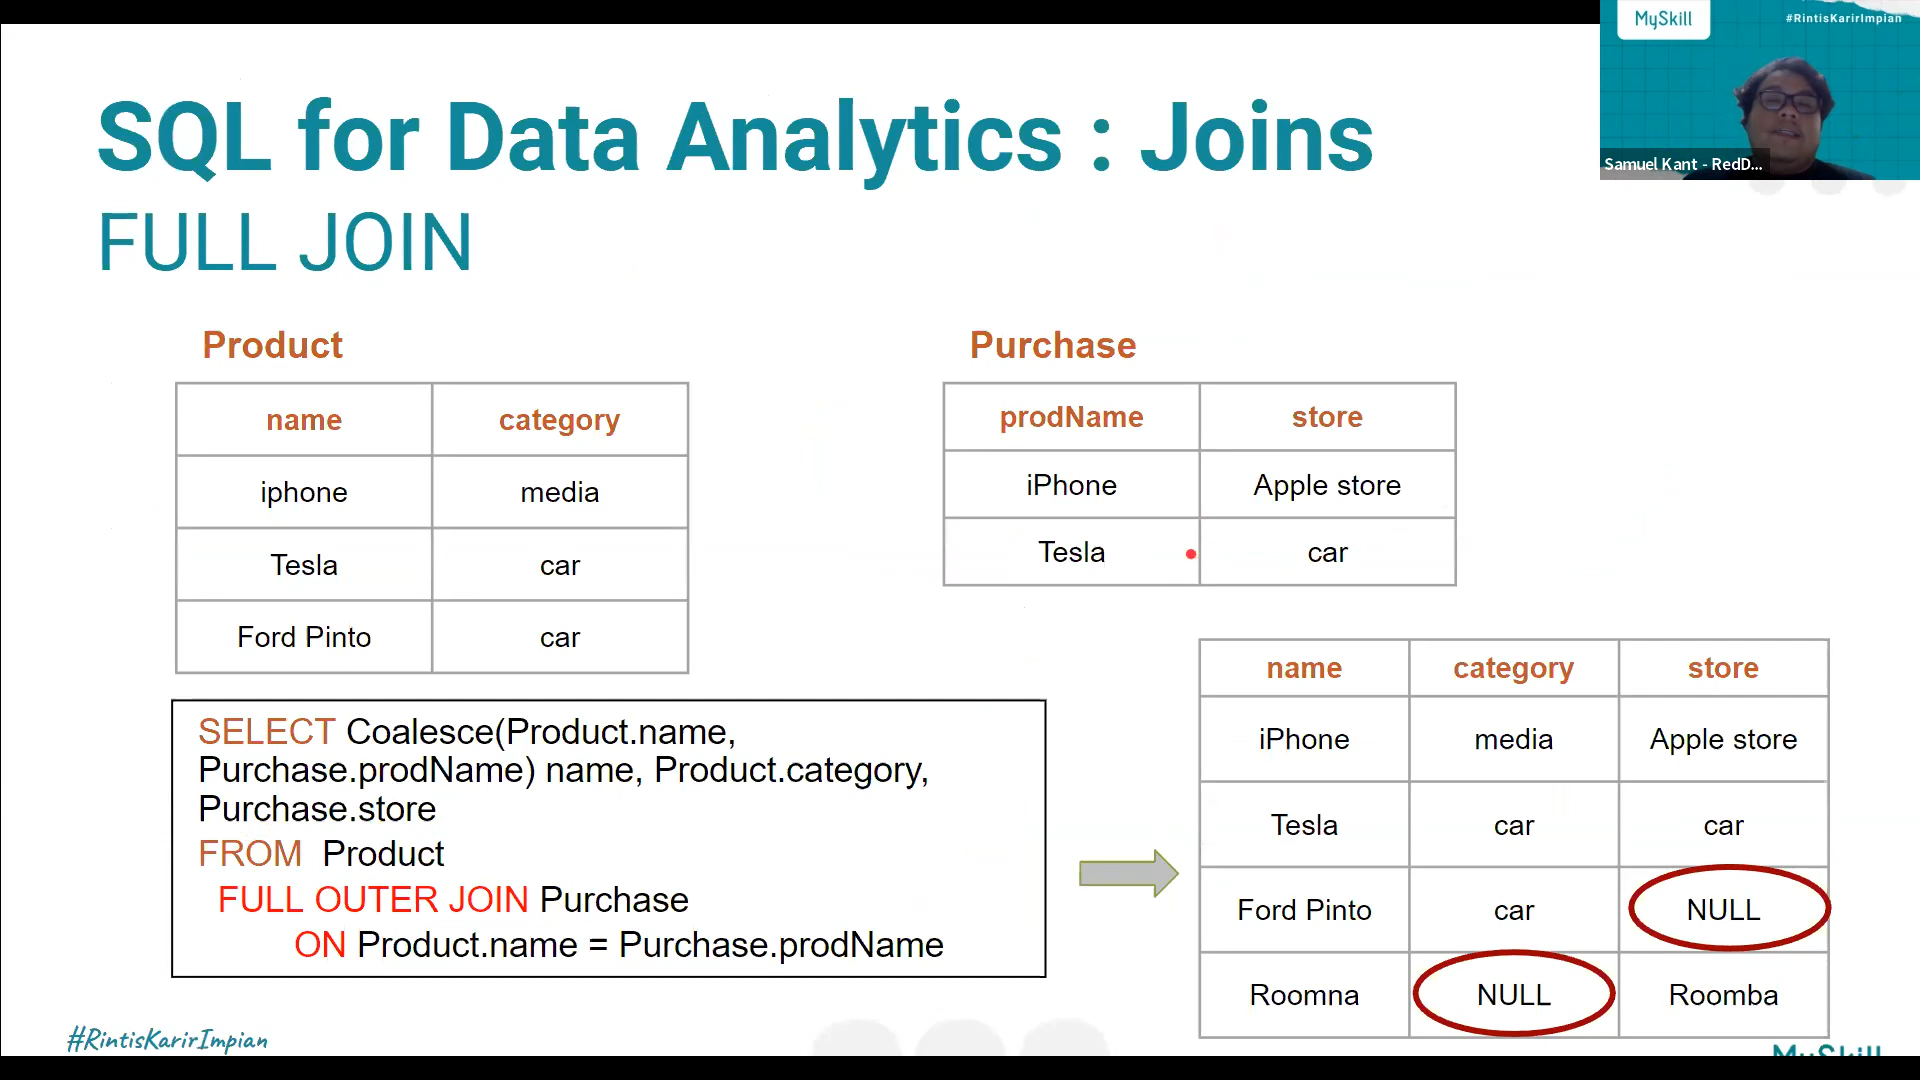 MySkill
#RintisKarirImpian
Samuel Kant - RedD...
SQL for Data Analytics : Joins
FULL JOIN
Product
name category
iphone media
Tesla car
Ford Pinto car
Purchase
prodName store
iPhone Apple store
Tesla car
SELECT Coalesce(Product.name,
Purchase.prodName) name, Product.category,
Purchase.store
FROM Product
FULL OUTER JOIN Purchase
ON Product.name = Purchase.prodName
name category store
iPhone media Apple store
Tesla car car
Ford Pinto car NULL
Roomna NULL Roomba
#RintisKarirImpian
MySkill